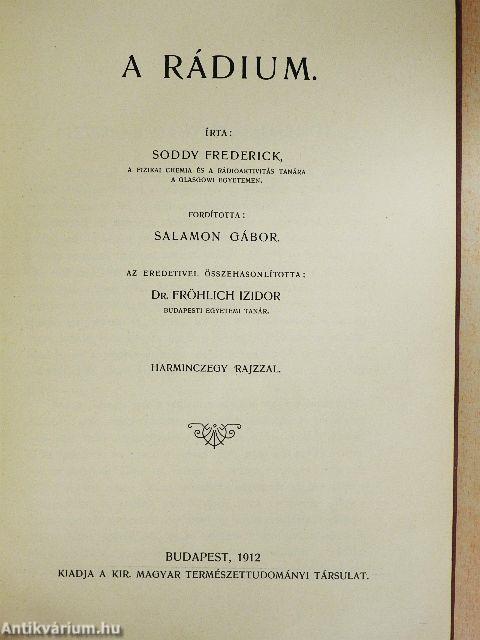 A RÁDIUM.
ÍRTA:
SODDY FREDERICK,
A FIZIKAI CHEMIA ÉS A RÁDIOAKTIVITÁS TANÁRA
A GLASGOWI EGYETEMEN.
FORDÍTOTTA:
SALAMON GÁBOR.
AZ EREDETIVEL ÖSSZEHASONLÍTOTTA:
DR. FRÖHLICH IZIDOR
BUDAPESTI EGYETEMI TANÁR.
HARMINCZEGY RAJZZAL.
BUDAPEST, 1912
KIADJA A KIR. MAGYAR TERMÉSZETTUDOMÁNYI TÁRSULAT.
Antikvárium.hu